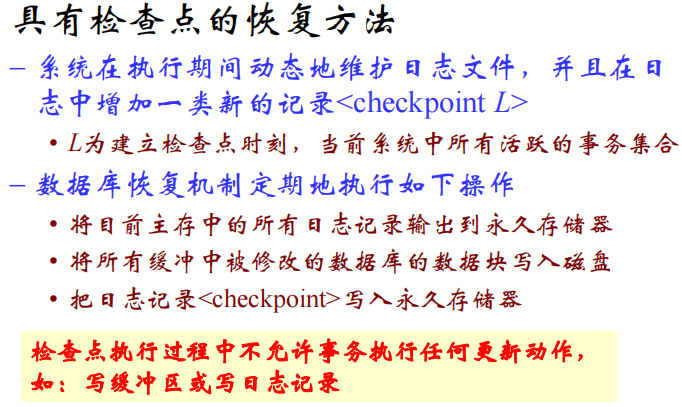 具有检查点的恢复方法
– 系统在执行期间动态地维护日志文件，并且在日
志中增加一类新的记录<checkpoint L>
• L为建立检查点时刻，当前系统中所有活跃的事务集合
– 数据库恢复机制定期地执行如下操作
• 将目前主存中的所有日志记录输出到永久存储器
• 将所有缓冲中被修改的数据库的数据块写入磁盘
• 把日志记录<checkpoint>写入永久存储器
检查点执行过程中不允许事务执行任何更新动作，
如：写缓冲区或写日志记录